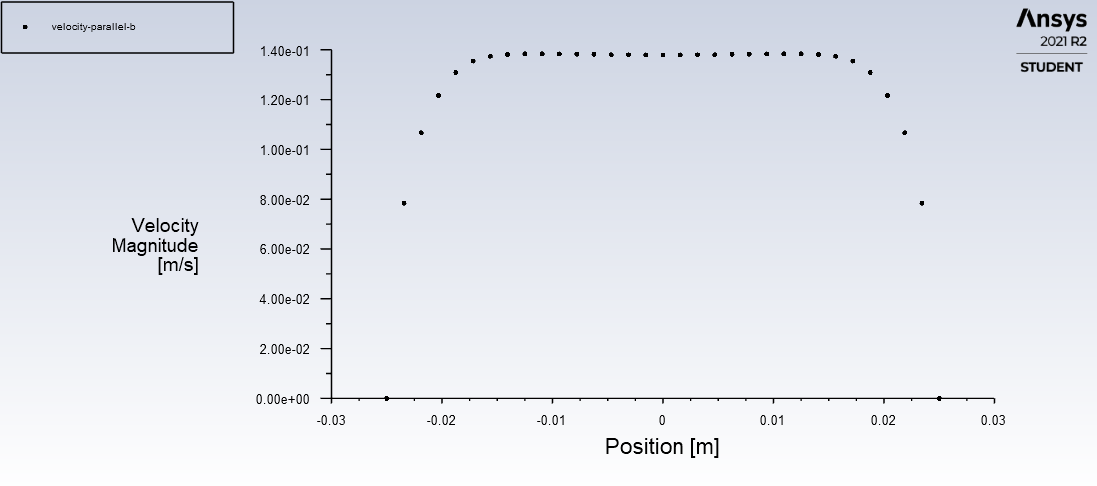 velocity-parallel-b
Ansys
2021 R2
STUDENT
1.40e-01
1.20e-01
1.00e-01
8.00e-02
6.00e-02
4.00e-02
2.00e-02
0.00e+00
Velocity
Magnitude
[m/s]
-0.03 -0.02 -0.01 0 0.01 0.02 0.03
Position [m]